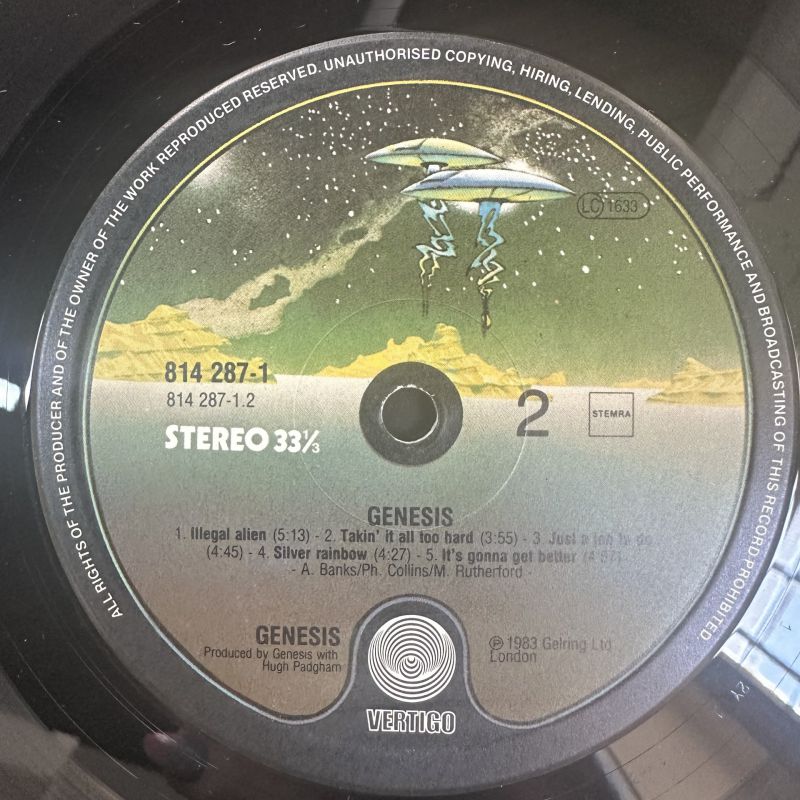 ALL RIGHTS OF THE PRODUCER AND OF THE OWNER OF THE WORK REPRODUCED RESERVED. UNAUTHORISED COPYING, HIRING, LENDING, PUBLIC PERFORMANCE AND BROADCASTING OF THIS RECORD PROHIBITED
LC 1633
814 287-1
814 287-1.2
STEREO 33⅓
2
STEMRA
GENESIS
1. Illegal alien (5:13) - 2. Takin' it all too hard (3:55) - 3. Just a job to do
(4:45) - 4. Silver rainbow (4:27) - 5. It's gonna get better
- A. Banks/Ph. Collins/M. Rutherford -
GENESIS
Produced by Genesis with
Hugh Padgham
℗ 1983 Gelring Ltd
London
VERTIGO